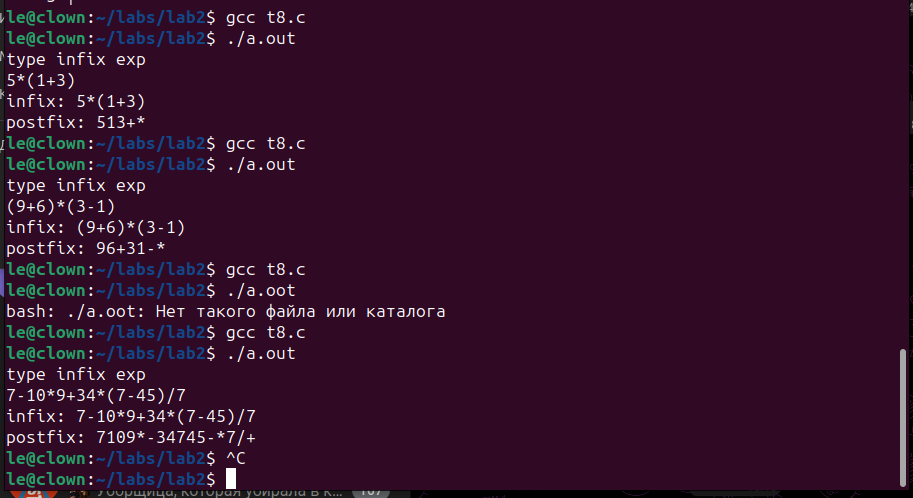 le@clown:~/labs/lab2$ gcc t8.c
le@clown:~/labs/lab2$ ./a.out
type infix exp
5*(1+3)
infix: 5*(1+3)
postfix: 513+*
le@clown:~/labs/lab2$ gcc t8.c
le@clown:~/labs/lab2$ ./a.out
type infix exp
(9+6)*(3-1)
infix: (9+6)*(3-1)
postfix: 96+31-*
le@clown:~/labs/lab2$ gcc t8.c
le@clown:~/labs/lab2$ ./a.oot
bash: ./a.oot: Нет такого файла или каталога
le@clown:~/labs/lab2$ gcc t8.c
le@clown:~/labs/lab2$ ./a.out
type infix exp
7-10*9+34*(7-45)/7
infix: 7-10*9+34*(7-45)/7
postfix: 7109*-34745-*7/+
le@clown:~/labs/lab2$ ^C
le@clown:~/labs/lab2$
Уборщица, которая убирала в к...